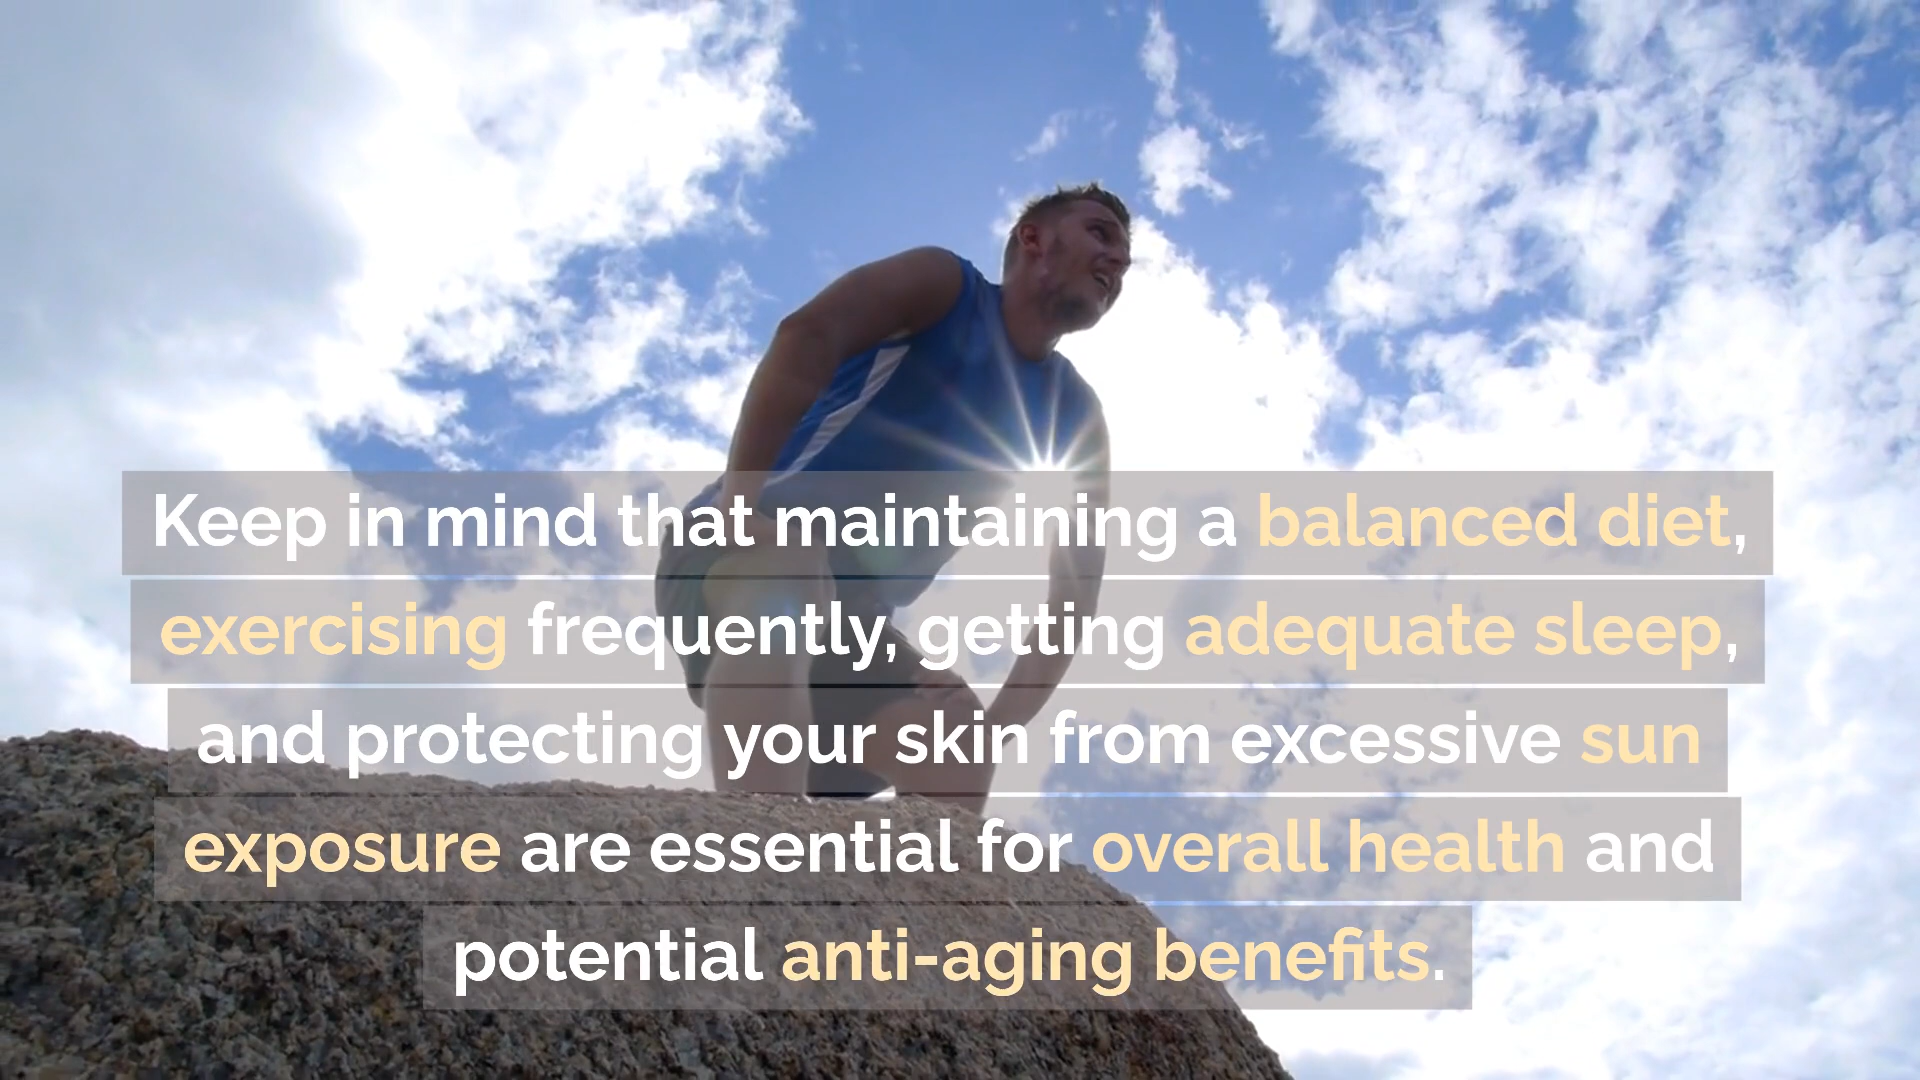 Keep in mind that maintaining a balanced diet,
exercising frequently, getting adequate sleep,
and protecting your skin from excessive sun
exposure are essential for overall health and
potential anti-aging benefits.